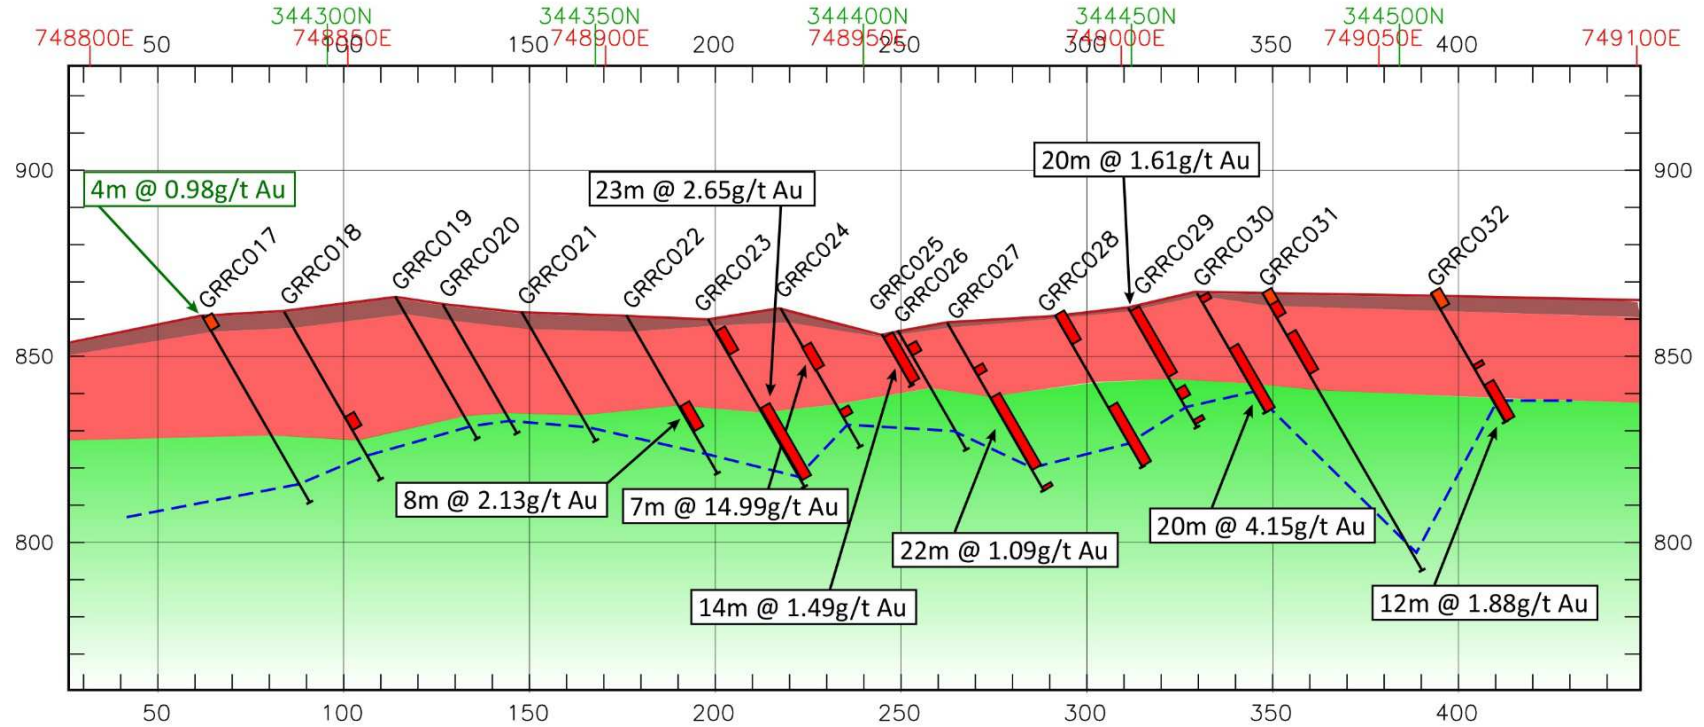 344300N 344350N 344400N 344450N 344500N
748800E 50 748850E 100 150 748900E 200 748950E 250 300 749000E 350 749050E 400 749100E
900 900
20m @ 1.61g/t Au
4m @ 0.98g/t Au
23m @ 2.65g/t Au
GRRC017
GRRC018
GRRC019
GRRC020
GRRC021
GRRC022
GRRC023
GRRC024
GRRC025
GRRC026
GRRC027
GRRC028
GRRC029
GRRC030
GRRC031
GRRC032
850 850
8m @ 2.13g/t Au
7m @ 14.99g/t Au
20m @ 4.15g/t Au
22m @ 1.09g/t Au
800 800
14m @ 1.49g/t Au
12m @ 1.88g/t Au
50 100 150 200 250 300 350 400